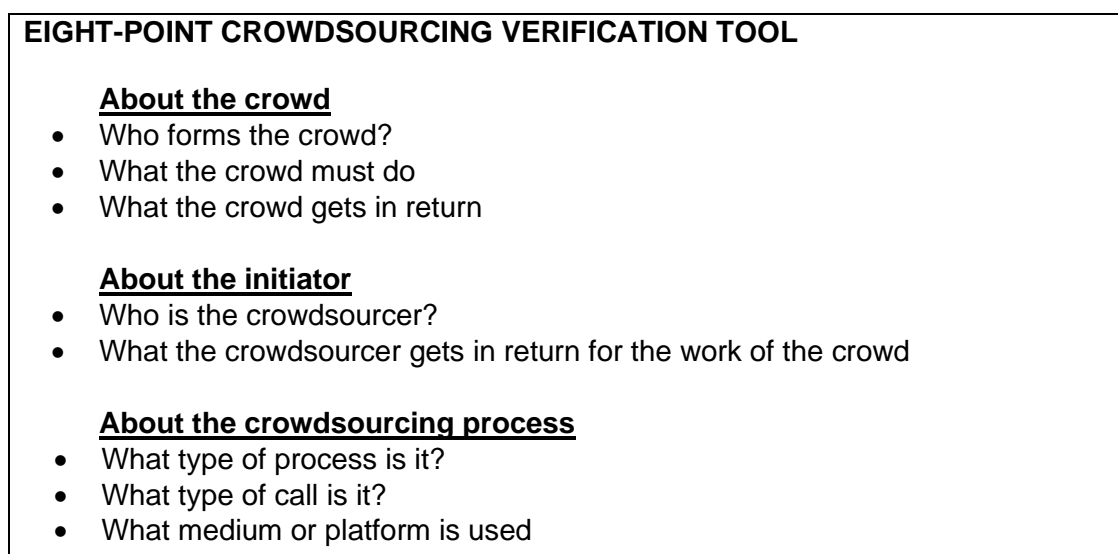 EIGHT-POINT CROWDSOURCING VERIFICATION TOOL
About the crowd
• Who forms the crowd?
• What the crowd must do
• What the crowd gets in return
About the initiator
• Who is the crowdsourcer?
• What the crowdsourcer gets in return for the work of the crowd
About the crowdsourcing process
• What type of process is it?
• What type of call is it?
• What medium or platform is used